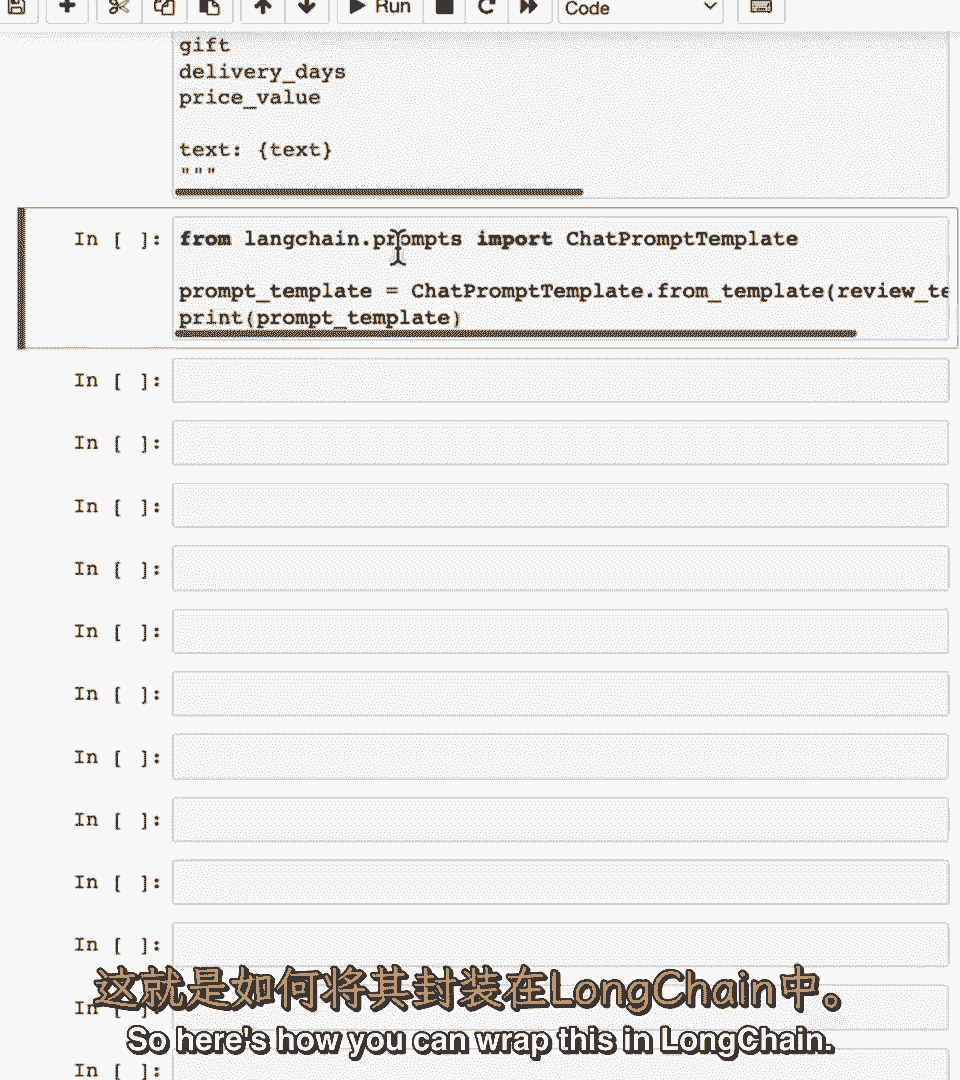 Run
Code
gift
delivery_days
price_value
text: {text}
"""
In [ ]:
from langchain.prompts import ChatPromptTemplate
prompt_template = ChatPromptTemplate.from_template(review_te
print(prompt_template)
In [ ]:
In [ ]:
In [ ]:
In [ ]:
In [ ]:
In [ ]:
In [ ]:
In [ ]:
In [ ]:
In [ ]:
In [ ]:
In [ ]:
这就是如何将其封装在LongChain中。
So here's how you can wrap this in LongChain.